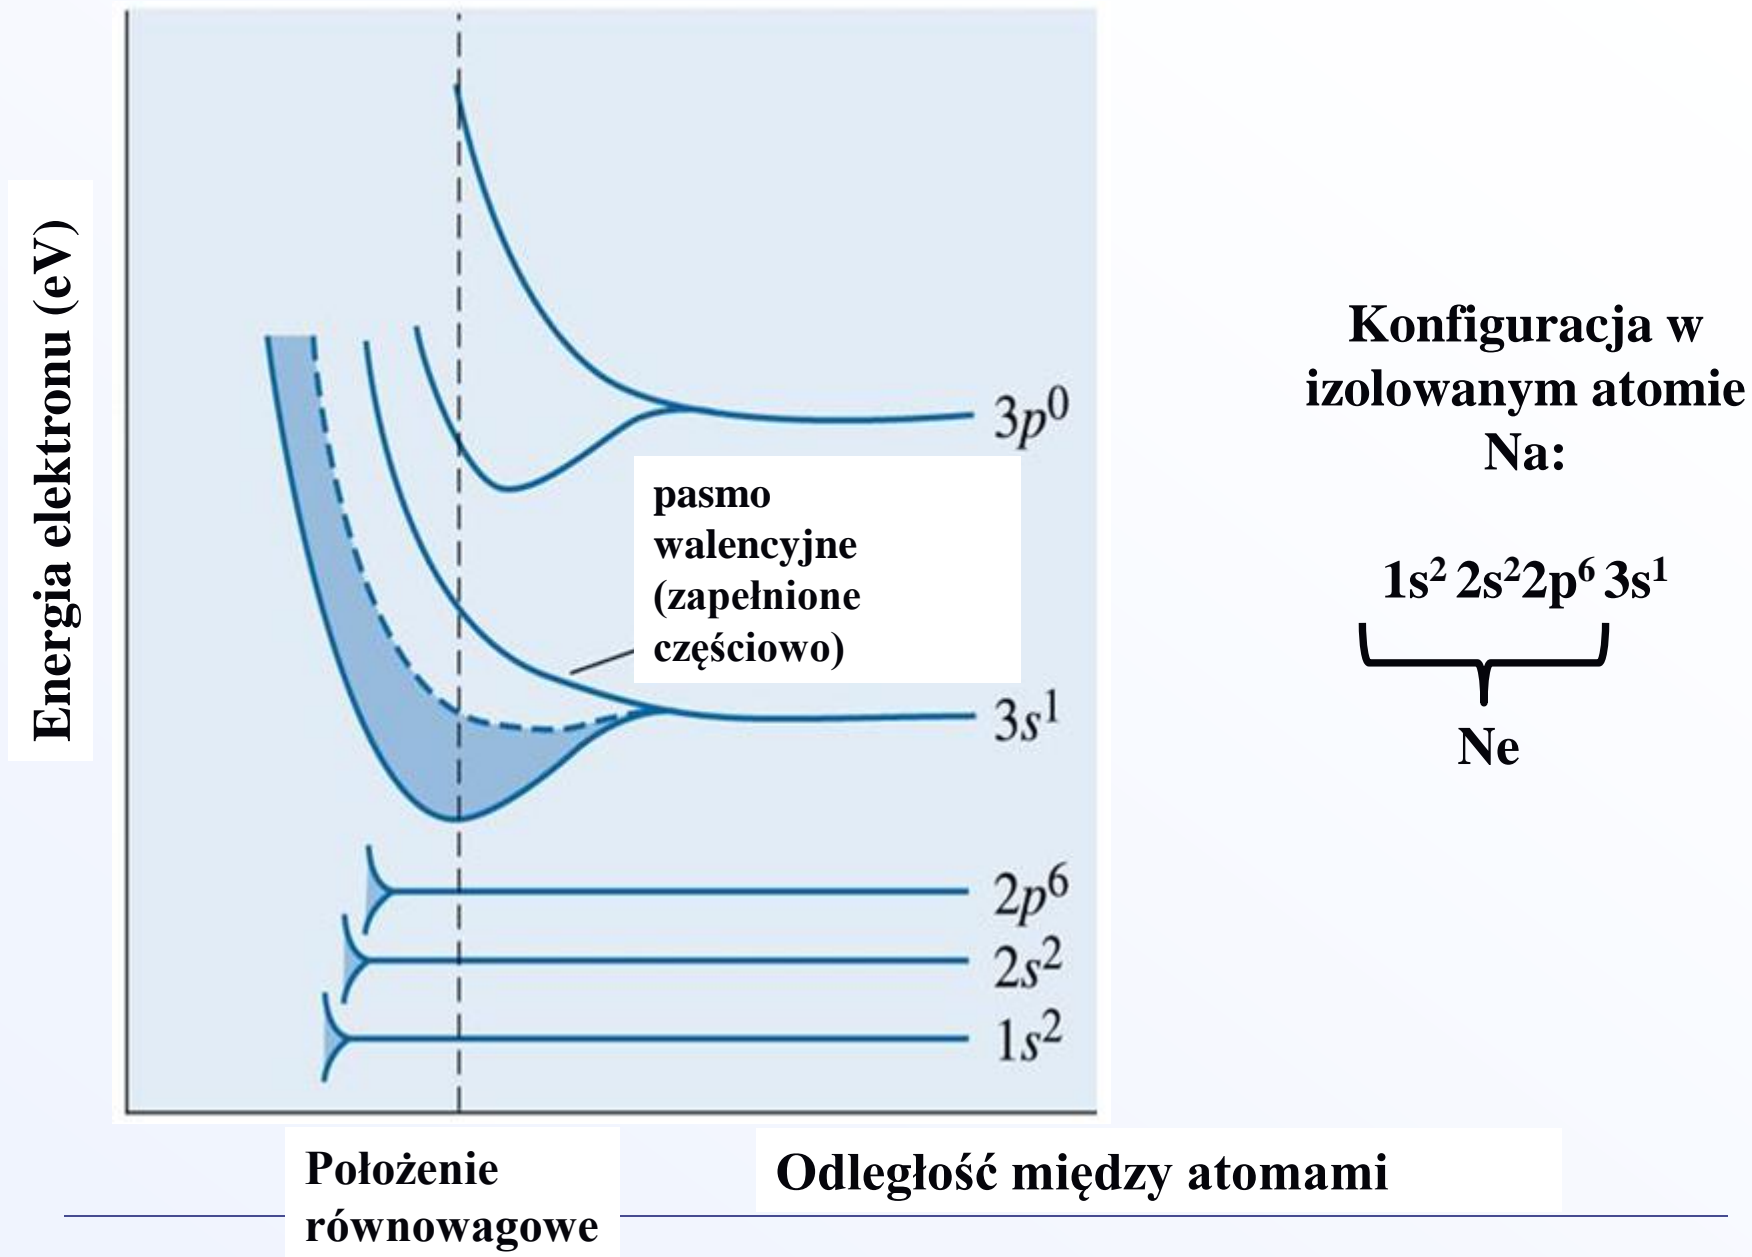 Energia elektronu (eV)
3p⁰
pasmo
walencyjne
(zapełnione
częściowo)
3s¹
2p⁶
2s²
1s²
Położenie
równowagowe
Odległość między atomami
Konfiguracja w
izolowanym atomie
Na:
1s² 2s²2p⁶ 3s¹
Ne